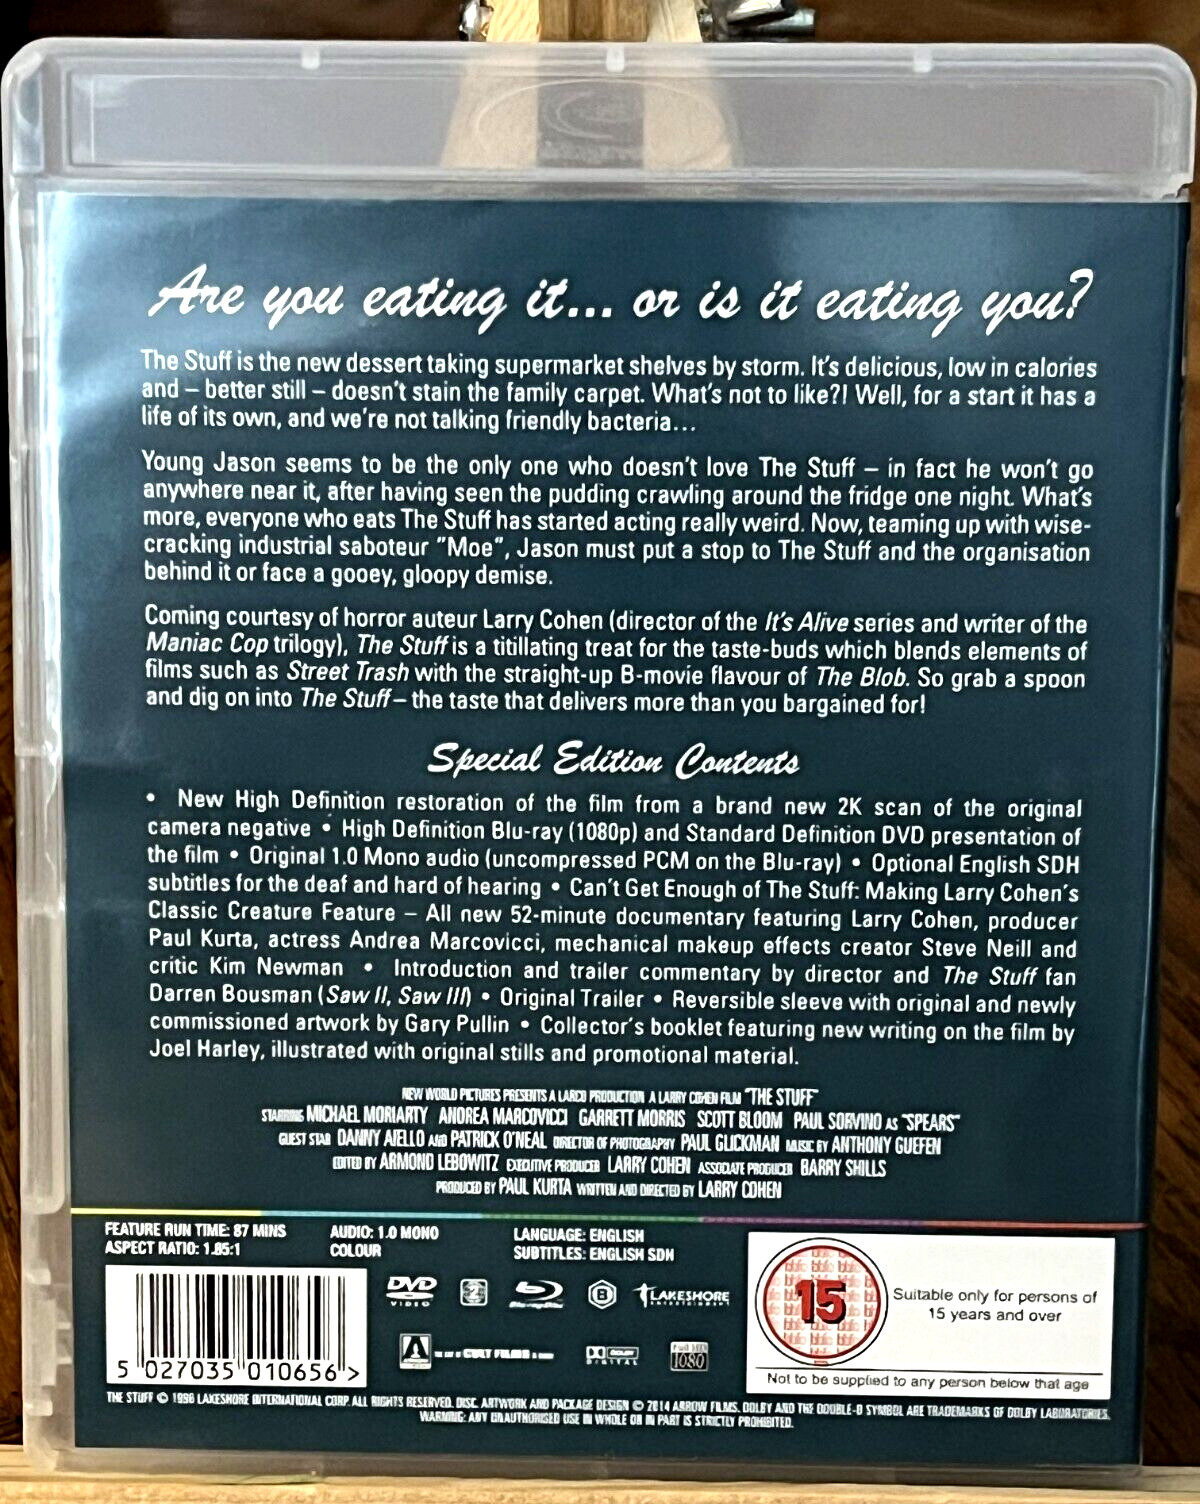 Are you eating it... or is it eating you?
The Stuff is the new dessert taking supermarket shelves by storm. It's delicious, low in calories
and – better still – doesn't stain the family carpet. What's not to like?! Well, for a start it has a
life of its own, and we're not talking friendly bacteria...
Young Jason seems to be the only one who doesn't love The Stuff – in fact he won't go
anywhere near it, after having seen the pudding crawling around the fridge one night. What's
more, everyone who eats The Stuff has started acting really weird. Now, teaming up with wise-
cracking industrial saboteur "Moe", Jason must put a stop to The Stuff and the organisation
behind it or face a gooey, gloopy demise.
Coming courtesy of horror auteur Larry Cohen (director of the It's Alive series and writer of the
Maniac Cop trilogy), The Stuff is a titillating treat for the taste-buds which blends elements of
films such as Street Trash with the straight-up B-movie flavour of The Blob. So grab a spoon
and dig on into The Stuff – the taste that delivers more than you bargained for!
Special Edition Contents
• New High Definition restoration of the film from a brand new 2K scan of the original
camera negative • High Definition Blu-ray (1080p) and Standard Definition DVD presentation of
the film • Original 1.0 Mono audio (uncompressed PCM on the Blu-ray) • Optional English SDH
subtitles for the deaf and hard of hearing • Can't Get Enough of The Stuff: Making Larry Cohen's
Classic Creature Feature – All new 52-minute documentary featuring Larry Cohen, producer
Paul Kurta, actress Andrea Marcovicci, mechanical makeup effects creator Steve Neill and
critic Kim Newman • Introduction and trailer commentary by director and The Stuff fan
Darren Bousman (Saw II, Saw III) • Original Trailer • Reversible sleeve with original and newly
commissioned artwork by Gary Pullin • Collector's booklet featuring new writing on the film by
Joel Harley, illustrated with original stills and promotional material.
NEW WORLD PICTURES PRESENTS A LARCO PRODUCTION A LARRY COHEN FILM "THE STUFF"
STARRING MICHAEL MORIARTY ANDREA MARCOVICCI GARRETT MORRIS SCOTT BLOOM PAUL SORVINO AS "SPEARS"
GUEST STAR DANNY AIELLO AND PATRICK O'NEAL DIRECTOR OF PHOTOGRAPHY PAUL GLICKMAN MUSIC BY ANTHONY GUEFEN
EDITED BY ARMOND LEBOWITZ EXECUTIVE PRODUCER LARRY COHEN ASSOCIATE PRODUCER BARRY SHILLS
PRODUCED BY PAUL KURTA WRITTEN AND DIRECTED BY LARRY COHEN
FEATURE RUN TIME: 87 MINS AUDIO: 1.0 MONO LANGUAGE: ENGLISH
ASPECT RATIO: 1.85:1 COLOUR SUBTITLES: ENGLISH SDH
DVD VIDEO 2 Blu-ray Disc B LAKESHORE ENTERTAINMENT
15
Suitable only for persons of
15 years and over
Not to be supplied to any person below that age
CULT FILMS DOLBY DIGITAL Full HD 1080
5 027035 010656 >
THE STUFF © 1996 LAKESHORE INTERNATIONAL CORP. ALL RIGHTS RESERVED. DISC, ARTWORK AND PACKAGE DESIGN © 2014 ARROW FILMS. DOLBY AND THE DOUBLE-D SYMBOL ARE TRADEMARKS OF DOLBY LABORATORIES.
WARNING: ANY UNAUTHORISED USE IN WHOLE OR IN PART IS STRICTLY PROHIBITED.